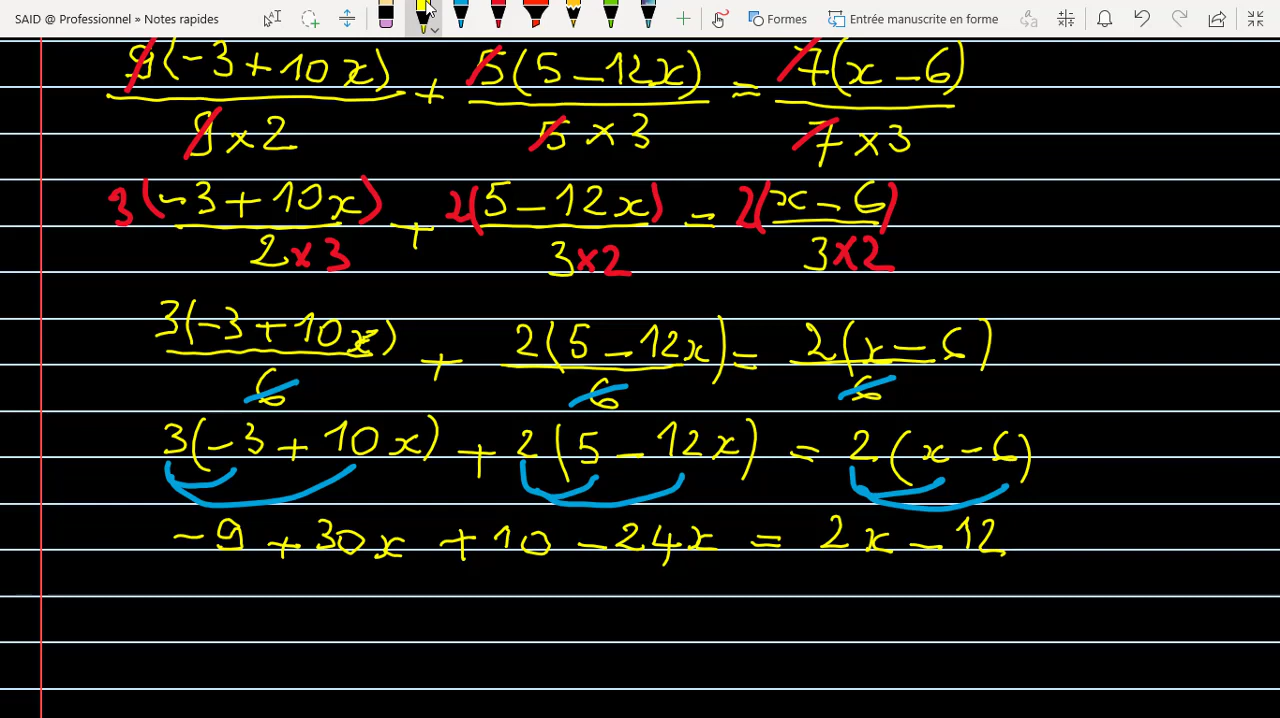 SAID @ Professionnel » Notes rapides Formes Entrée manuscrite en forme
9(-3+10x)/9×2 + 5(5-12x)/5×3 = 7(x-6)/7×3
3(-3+10x)/2×3 + 2(5-12x)/3×2 = 2(x-6)/3×2
3(-3+10x)/6 + 2(5-12x)/6 = 2(x-6)/6
3(-3+10x) + 2(5-12x) = 2(x-6)
-9+30x+10-24x = 2x-12